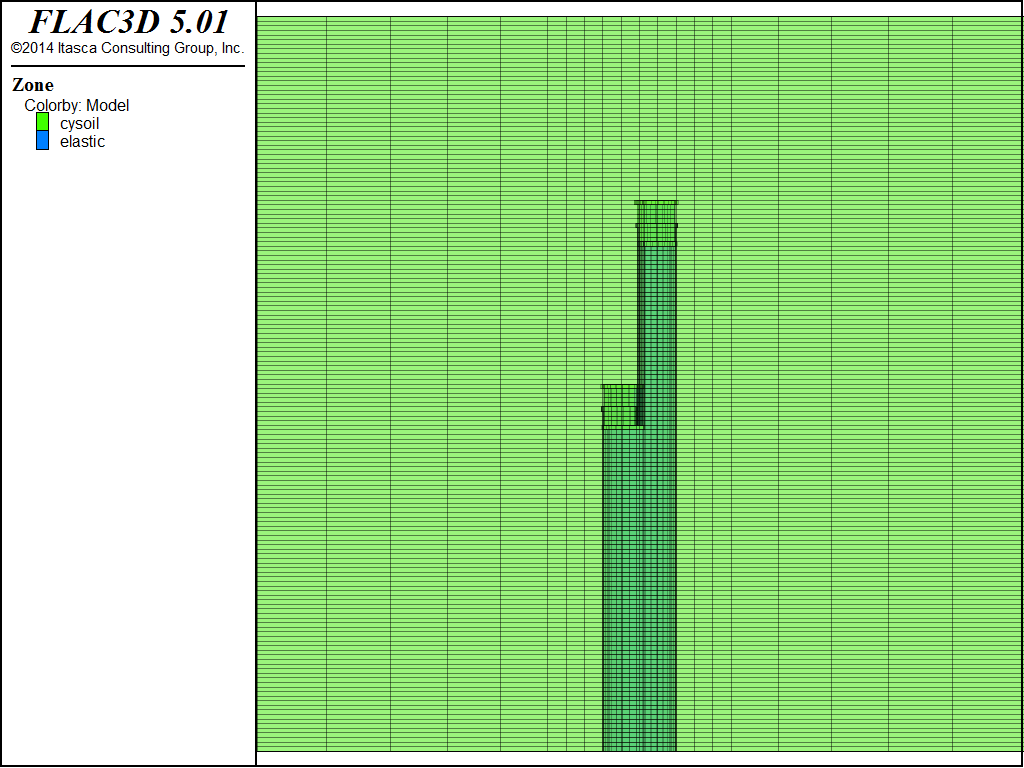 FLAC3D 5.01
©2014 Itasca Consulting Group, Inc.
Zone
Colorby: Model
cysoil
elastic